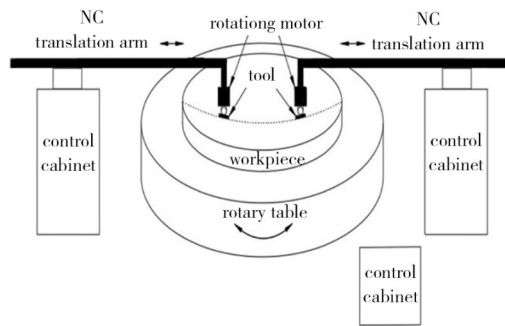 NC
translation arm
rotationg motor
NC
translation arm
tool
control
cabinet
workpiece
control
cabinet
rotary table
control
cabinet